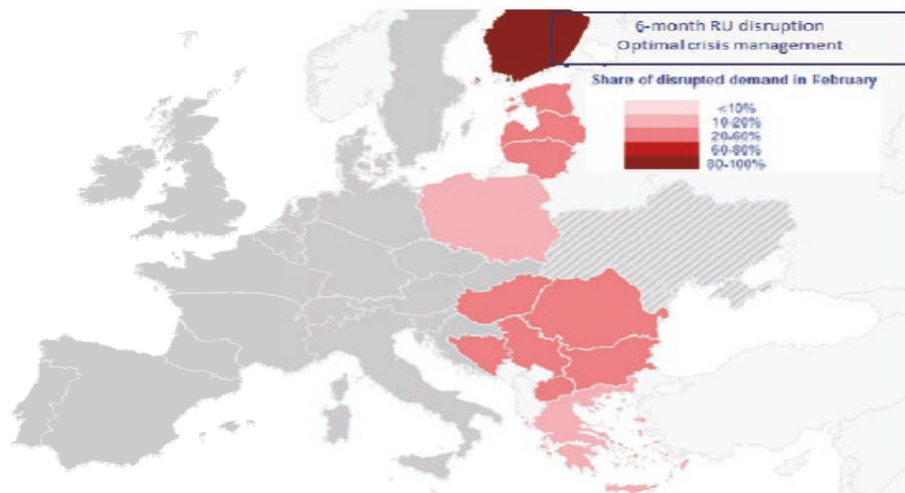 6-month RU disruption
Optimal crisis management
Share of disrupted demand in February
<10%
10-20%
20-60%
60-80%
80-100%